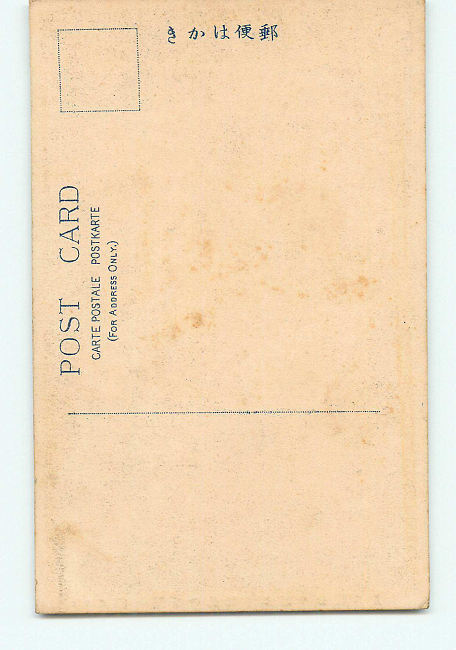 郵便はかき
POST CARD
CARTE POSTALE POSTKARTE
(FOR ADDRESS ONLY.)